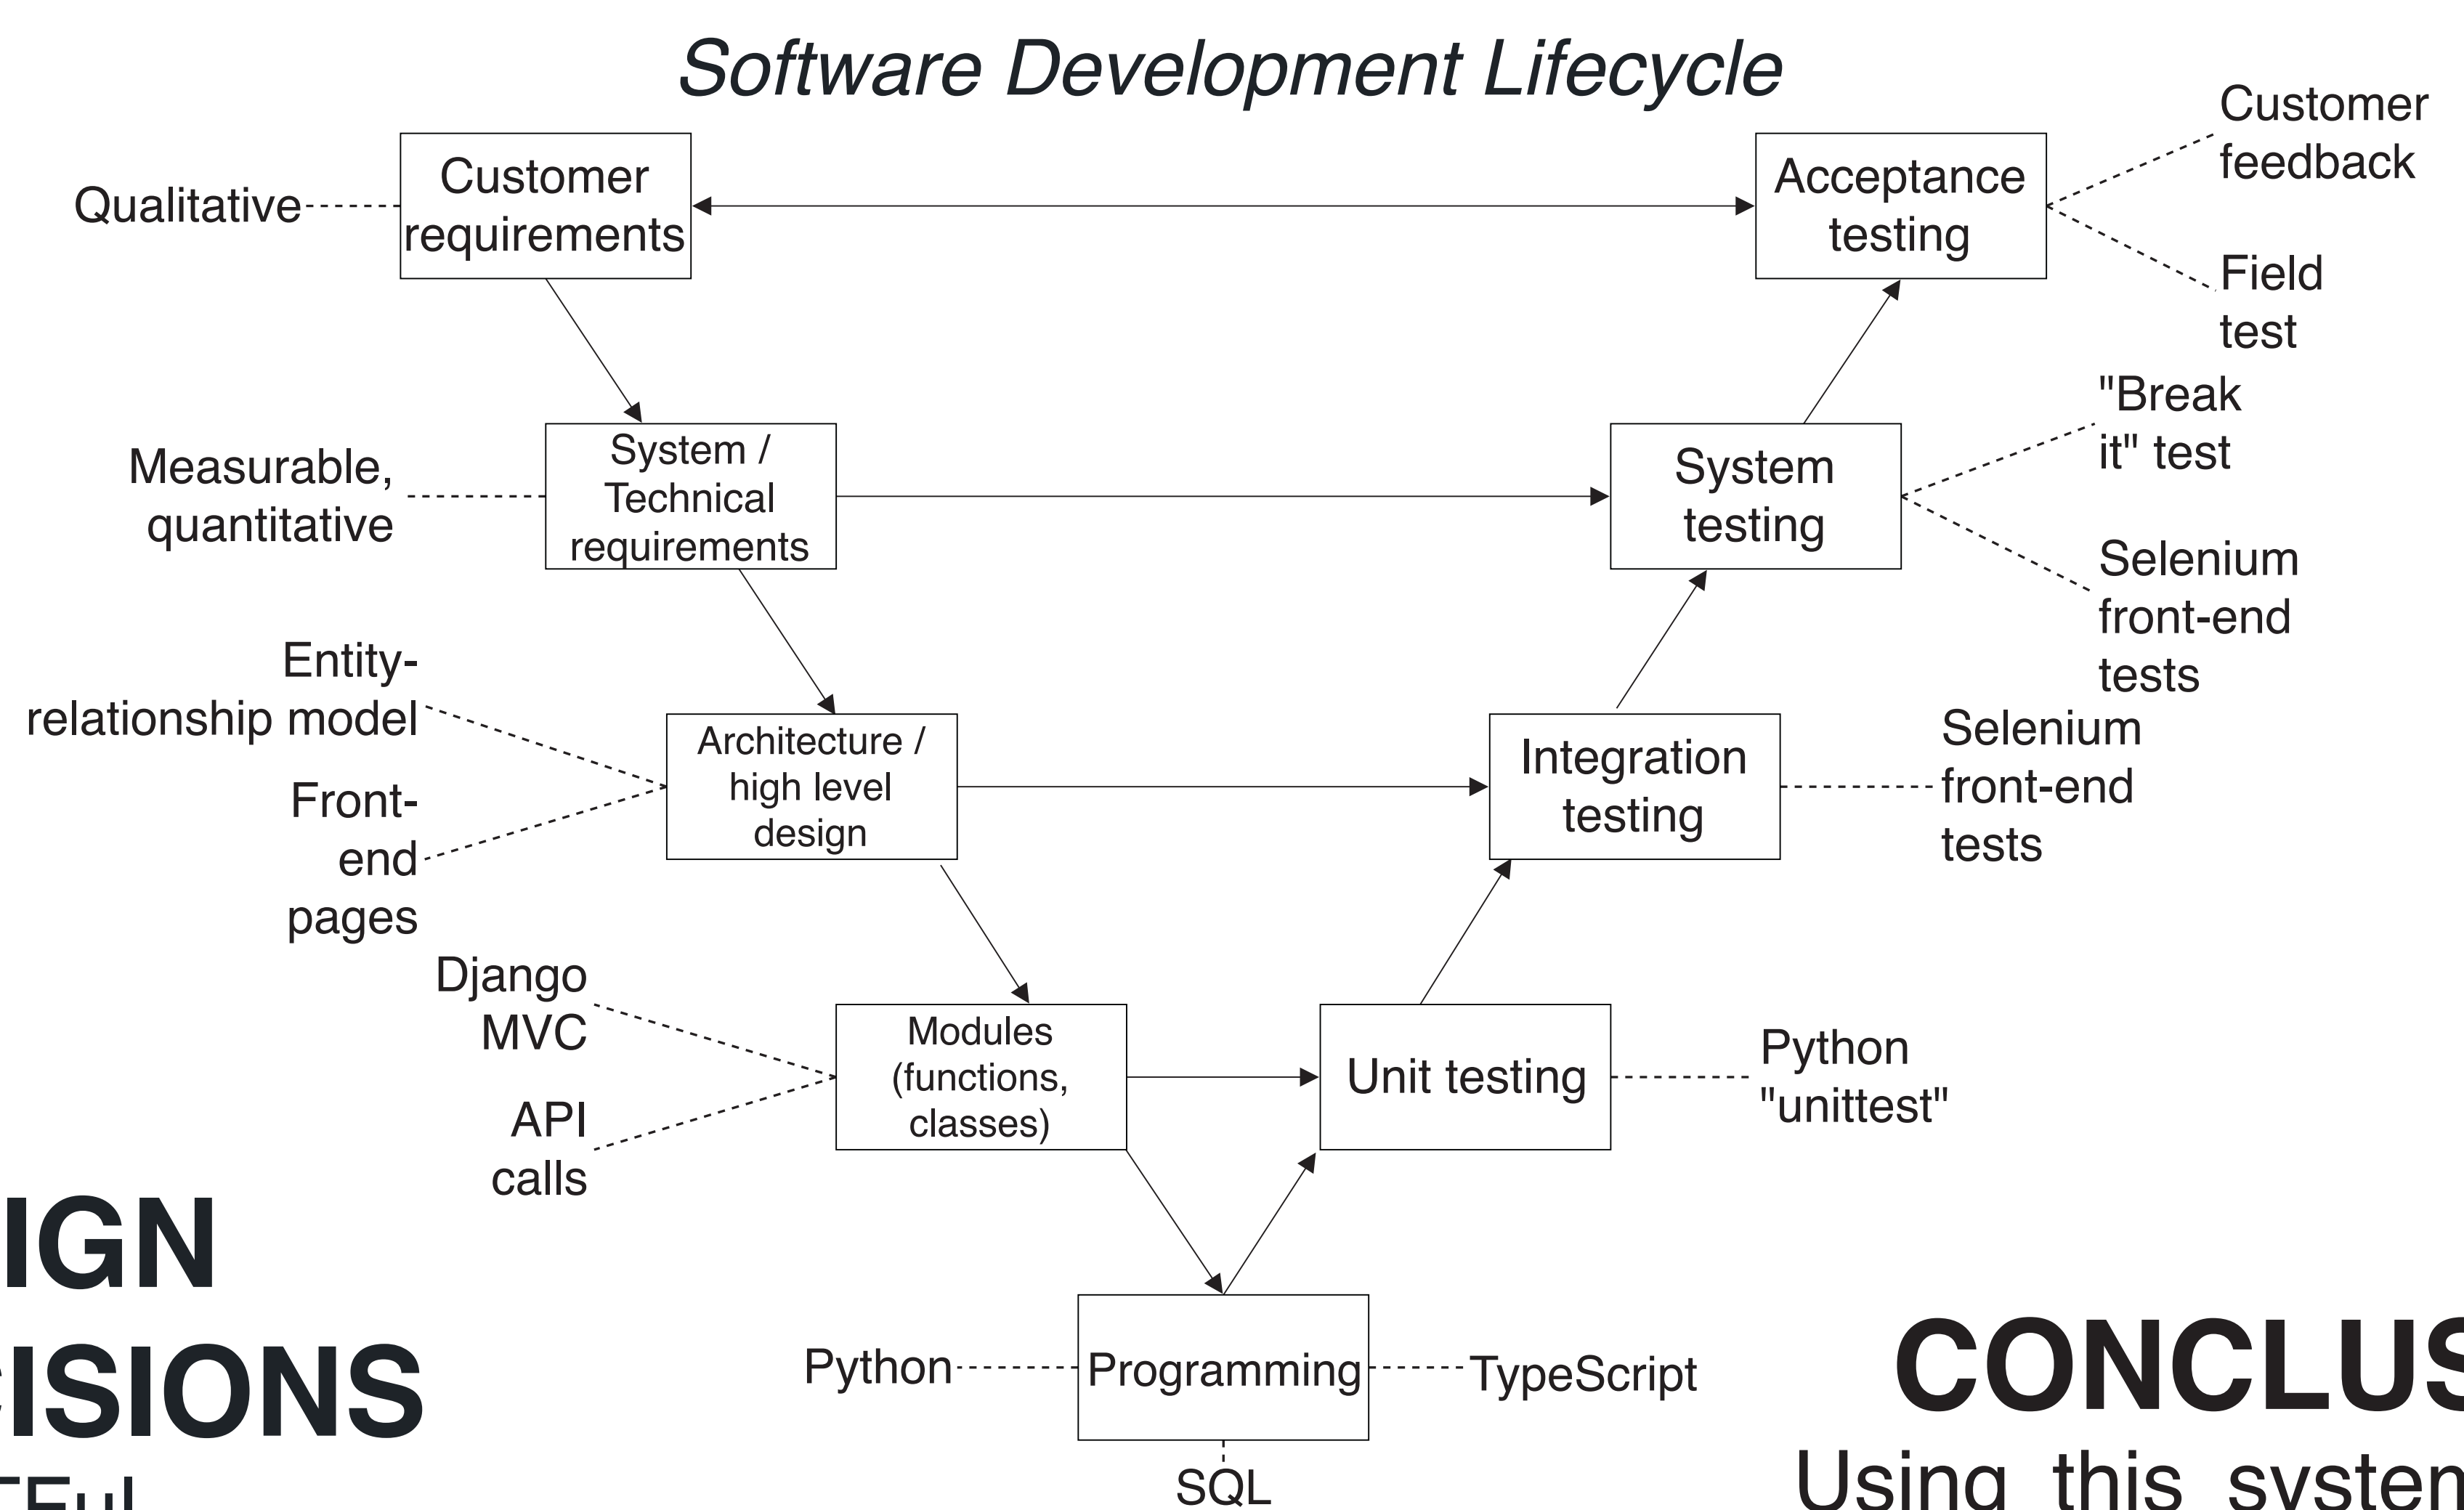 Software Development Lifecycle
Qualitative
Customer
requirements
Acceptance
testing
Customer
feedback
Field
test
Measurable,
quantitative
System /
Technical
requirements
System
testing
"Break
it" test
Selenium
front-end
tests
Entity-
relationship model
Front-
end
pages
Architecture /
high level
design
Integration
testing
Selenium
front-end
tests
Django
MVC
API
calls
Modules
(functions,
classes)
Unit testing
Python
"unittest"
Python
Programming
TypeScript
SQL
IGN
CISIONS
CONCLUS
Using this system